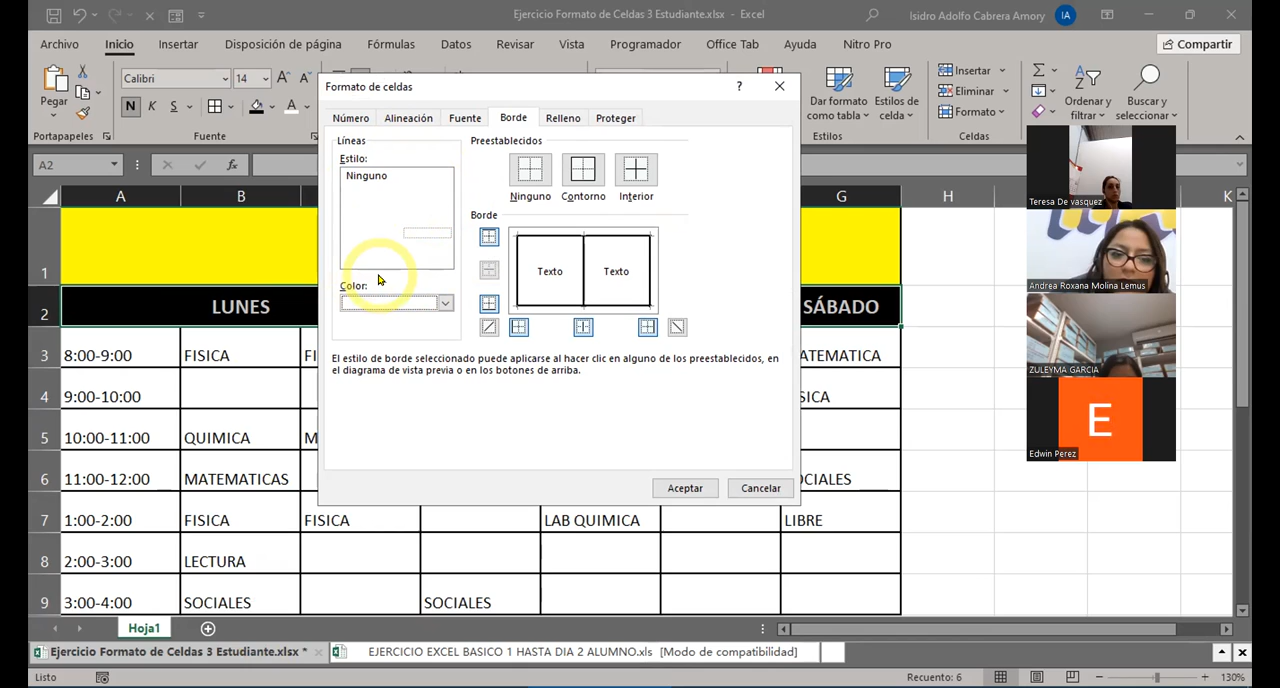 Ejercicio Formato de Celdas 3 Estudiante.xlsx - Excel
Isidro Adolfo Cabrera Amory
IA
Archivo Inicio Insertar Disposición de página Fórmulas Datos Revisar Vista Programador Office Tab Ayuda Nitro Pro
Compartir
Pegar
Portapapeles
Calibri 14
N K S
Fuente
Dar formato como tabla
Estilos de celda
Estilos
Insertar
Eliminar
Formato
Celdas
Ordenar y filtrar
Buscar y seleccionar
A2
fx
Formato de celdas
?
Número Alineación Fuente Borde Relleno Proteger
Líneas
Estilo:
Ninguno
Color:
Preestablecidos
Ninguno Contorno Interior
Borde
Texto Texto
El estilo de borde seleccionado puede aplicarse al hacer clic en alguno de los preestablecidos, en
el diagrama de vista previa o en los botones de arriba.
Aceptar Cancelar
A B G H K
1
2 LUNES SÁBADO
3 8:00-9:00 FISICA FI ATEMATICA
4 9:00-10:00 SICA
5 10:00-11:00 QUIMICA M
6 11:00-12:00 MATEMATICAS OCIALES
7 1:00-2:00 FISICA FISICA LAB QUIMICA LIBRE
8 2:00-3:00 LECTURA
9 3:00-4:00 SOCIALES SOCIALES
Teresa De vasquez
Andrea Roxana Molina Lemus
ZULEYMA GARCIA
E
Edwin Perez
Hoja1
Ejercicio Formato de Celdas 3 Estudiante.xlsx *
EJERCICIO EXCEL BASICO 1 HASTA DIA 2 ALUMNO.xls [Modo de compatibilidad]
Listo
Recuento: 6
130%